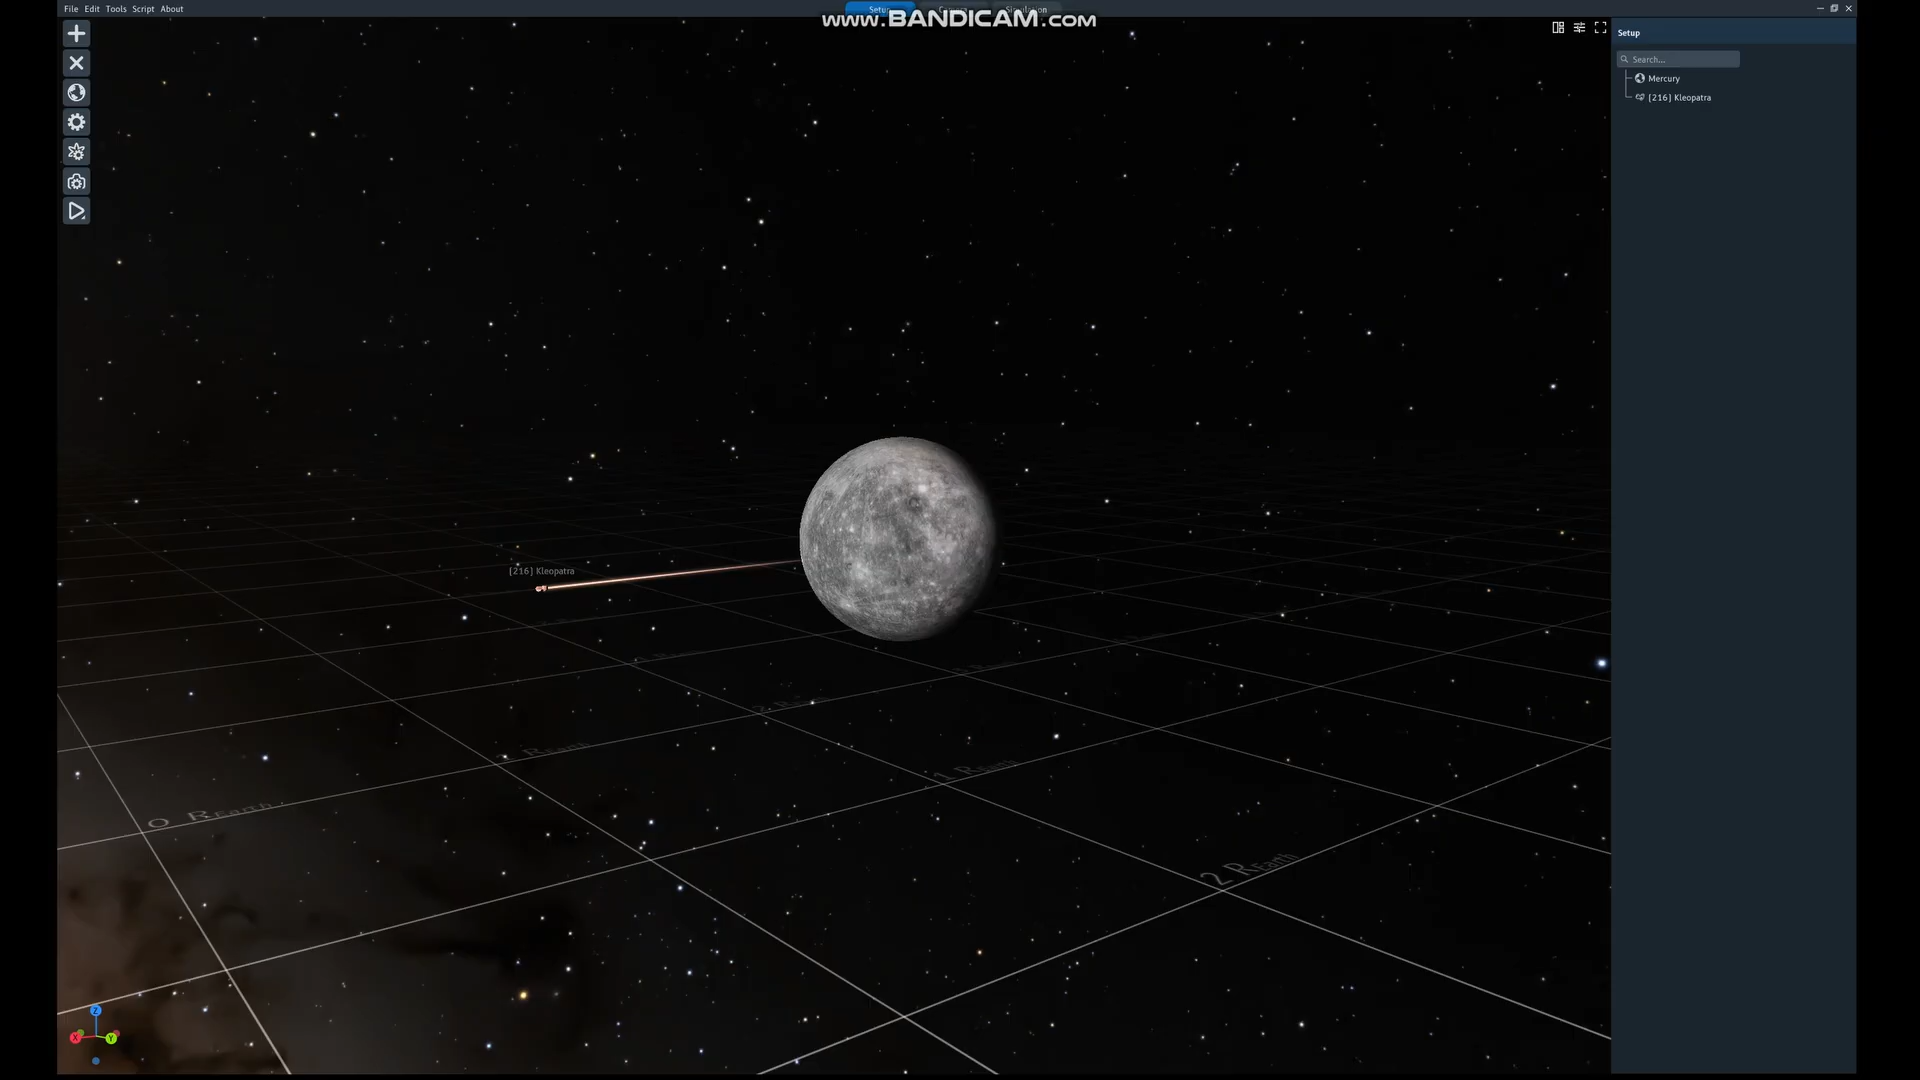 File Edit Tools Script About
Setup
www.BANDICAM.com
Setup
Search...
Mercury
[216] Kleopatra
[216] Kleopatra
0 REarth
1 REarth
2 REarth